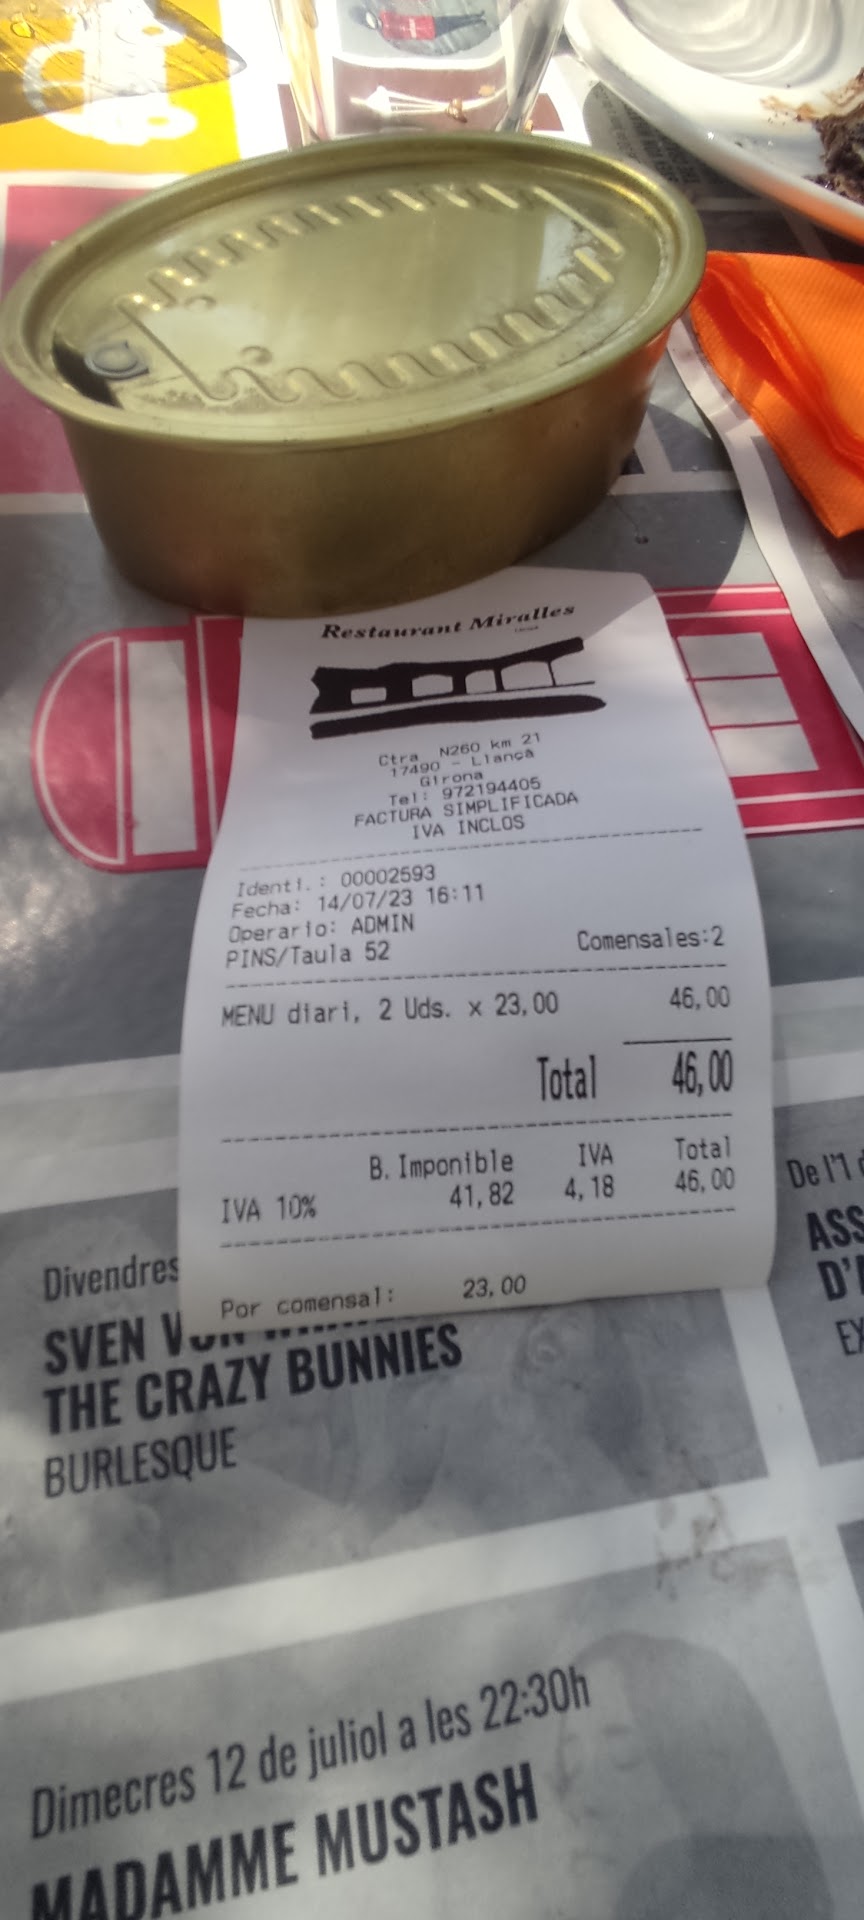 Restaurant Miralles
Ctra N260 km 21
17490 - Llançà
Girona
Tel: 972194405
FACTURA SIMPLIFICADA
IVA INCLOS
Identi.: 00002593
Fecha: 14/07/23 16:11
Operario: ADMIN
PINS/Taula 52 Comensales:2
MENU diari, 2 Uds. x 23,00 46,00
Total 46,00
B. Imponible IVA Total
IVA 10% 41,82 4,18 46,00
Por comensal: 23,00
Divendres
SVEN
THE CRAZY BUNNIES
BURLESQUE
De l'1 d
ASS
D'
EX
Dimecres 12 de juliol a les 22:30h
MADAMME MUSTASH